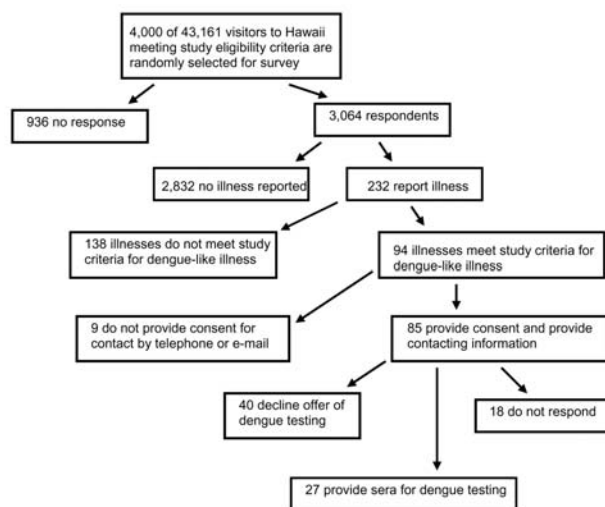 4,000 of 43,161 visitors to Hawaii
meeting study eligibility criteria are
randomly selected for survey
936 no response
3,064 respondents
2,832 no illness reported
232 report illness
138 illnesses do not meet study
criteria for dengue-like illness
94 illnesses meet study criteria for
dengue-like illness
9 do not provide consent for
contact by telephone or e-mail
85 provide consent and provide
contacting information
40 decline offer of
dengue testing
18 do not respond
27 provide sera for dengue testing